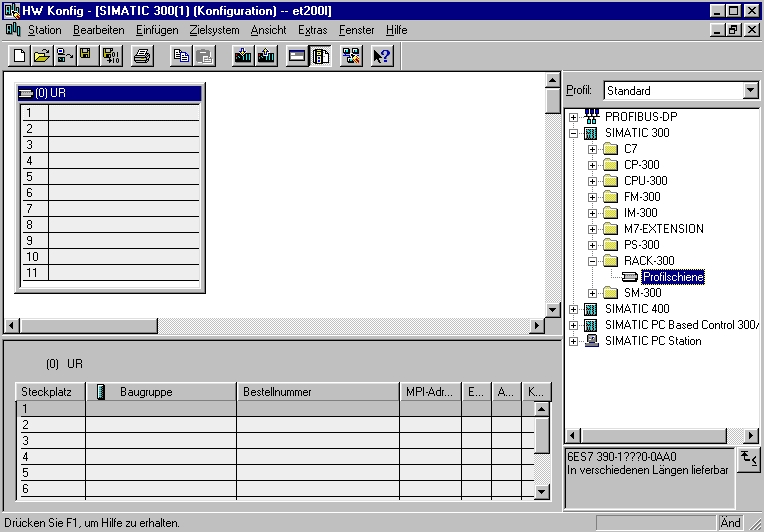 HW Konfig - [SIMATIC 300(1) (Konfiguration) -- et200l]
Station Bearbeiten Einfügen Zielsystem Ansicht Extras Fenster Hilfe
(0) UR
1
2
3
4
5
6
7
8
9
10
11
Profil: Standard
PROFIBUS-DP
SIMATIC 300
C7
CP-300
CPU-300
FM-300
IM-300
M7-EXTENSION
PS-300
RACK-300
Profilschiene
SM-300
SIMATIC 400
SIMATIC PC Based Control 300/
SIMATIC PC Station
(0) UR
Steckplatz Baugruppe Bestellnummer MPI-Adr... E... A... K...
1
2
3
4
5
6
6ES7 390-1???0-0AA0
In verschiedenen Längen lieferbar
Drücken Sie F1, um Hilfe zu erhalten. Änd